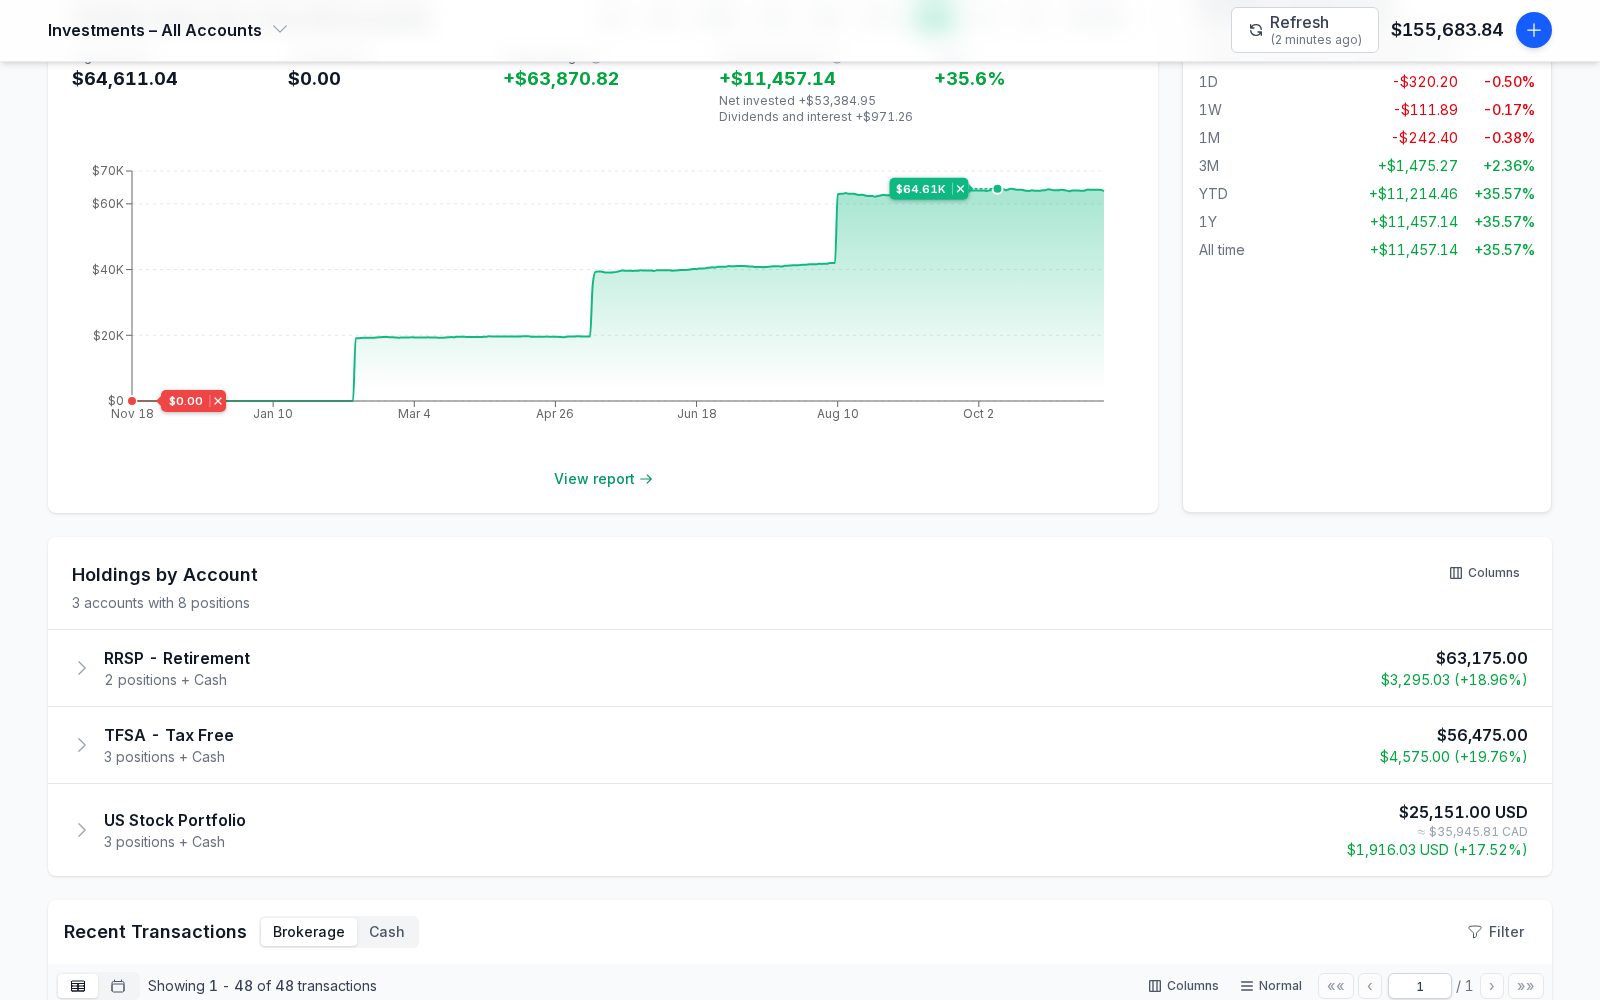 Investments – All Accounts
Refresh
(2 minutes ago)
$155,683.84
$64,611.04
$0.00
+$63,870.82
+$11,457.14
+35.6%
Net invested +$53,384.95
Dividends and interest +$971.26
$70K
$60K
$40K
$20K
$0
$64.61K
$0.00
Nov 18
Jan 10
Mar 4
Apr 26
Jun 18
Aug 10
Oct 2
View report →
1D -$320.20 -0.50%
1W -$111.89 -0.17%
1M -$242.40 -0.38%
3M +$1,475.27 +2.36%
YTD +$11,214.46 +35.57%
1Y +$11,457.14 +35.57%
All time +$11,457.14 +35.57%
Holdings by Account
Columns
3 accounts with 8 positions
RRSP - Retirement
2 positions + Cash
$63,175.00
$3,295.03 (+18.96%)
TFSA - Tax Free
3 positions + Cash
$56,475.00
$4,575.00 (+19.76%)
US Stock Portfolio
3 positions + Cash
$25,151.00 USD
≈ $35,945.81 CAD
$1,916.03 USD (+17.52%)
Recent Transactions
Brokerage
Cash
Filter
Showing 1 - 48 of 48 transactions
Columns
Normal
«« ‹ 1 / 1 › »»